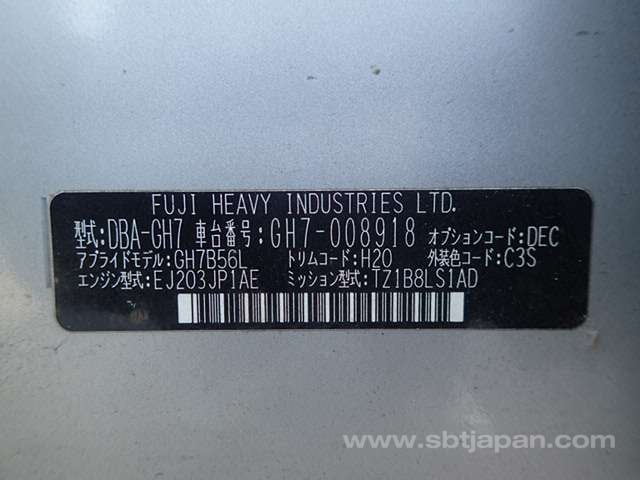 FUJI HEAVY INDUSTRIES LTD.
型式:DBA-GH7 車台番号:GH7-008918 オプションコード:DEC
アプライドモデル:GH7B56L トリムコード:H20 外装色コード:C3S
エンジン型式:EJ203JP1AE ミッション型式:TZ1B8LS1AD
www.sbtjapan.com